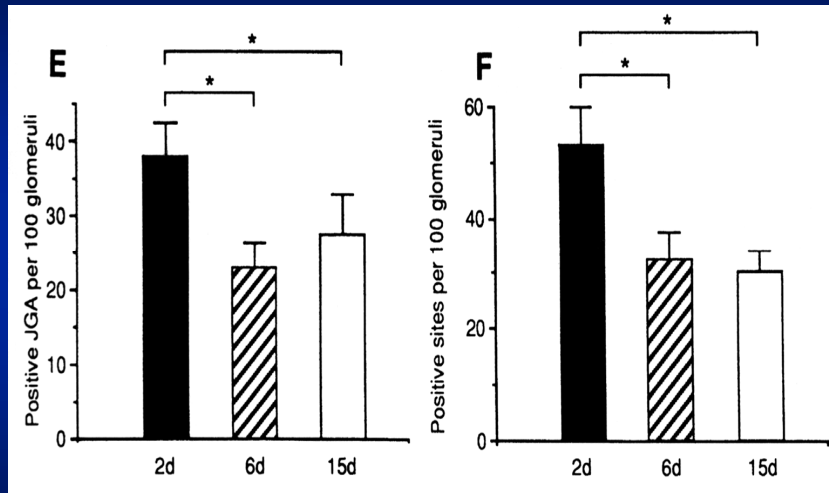 E
*
*
Positive JGA per 100 glomeruli
40
30
20
10
0
2d 6d 15d
F
*
*
Positive sites per 100 glomeruli
60
40
20
0
2d 6d 15d